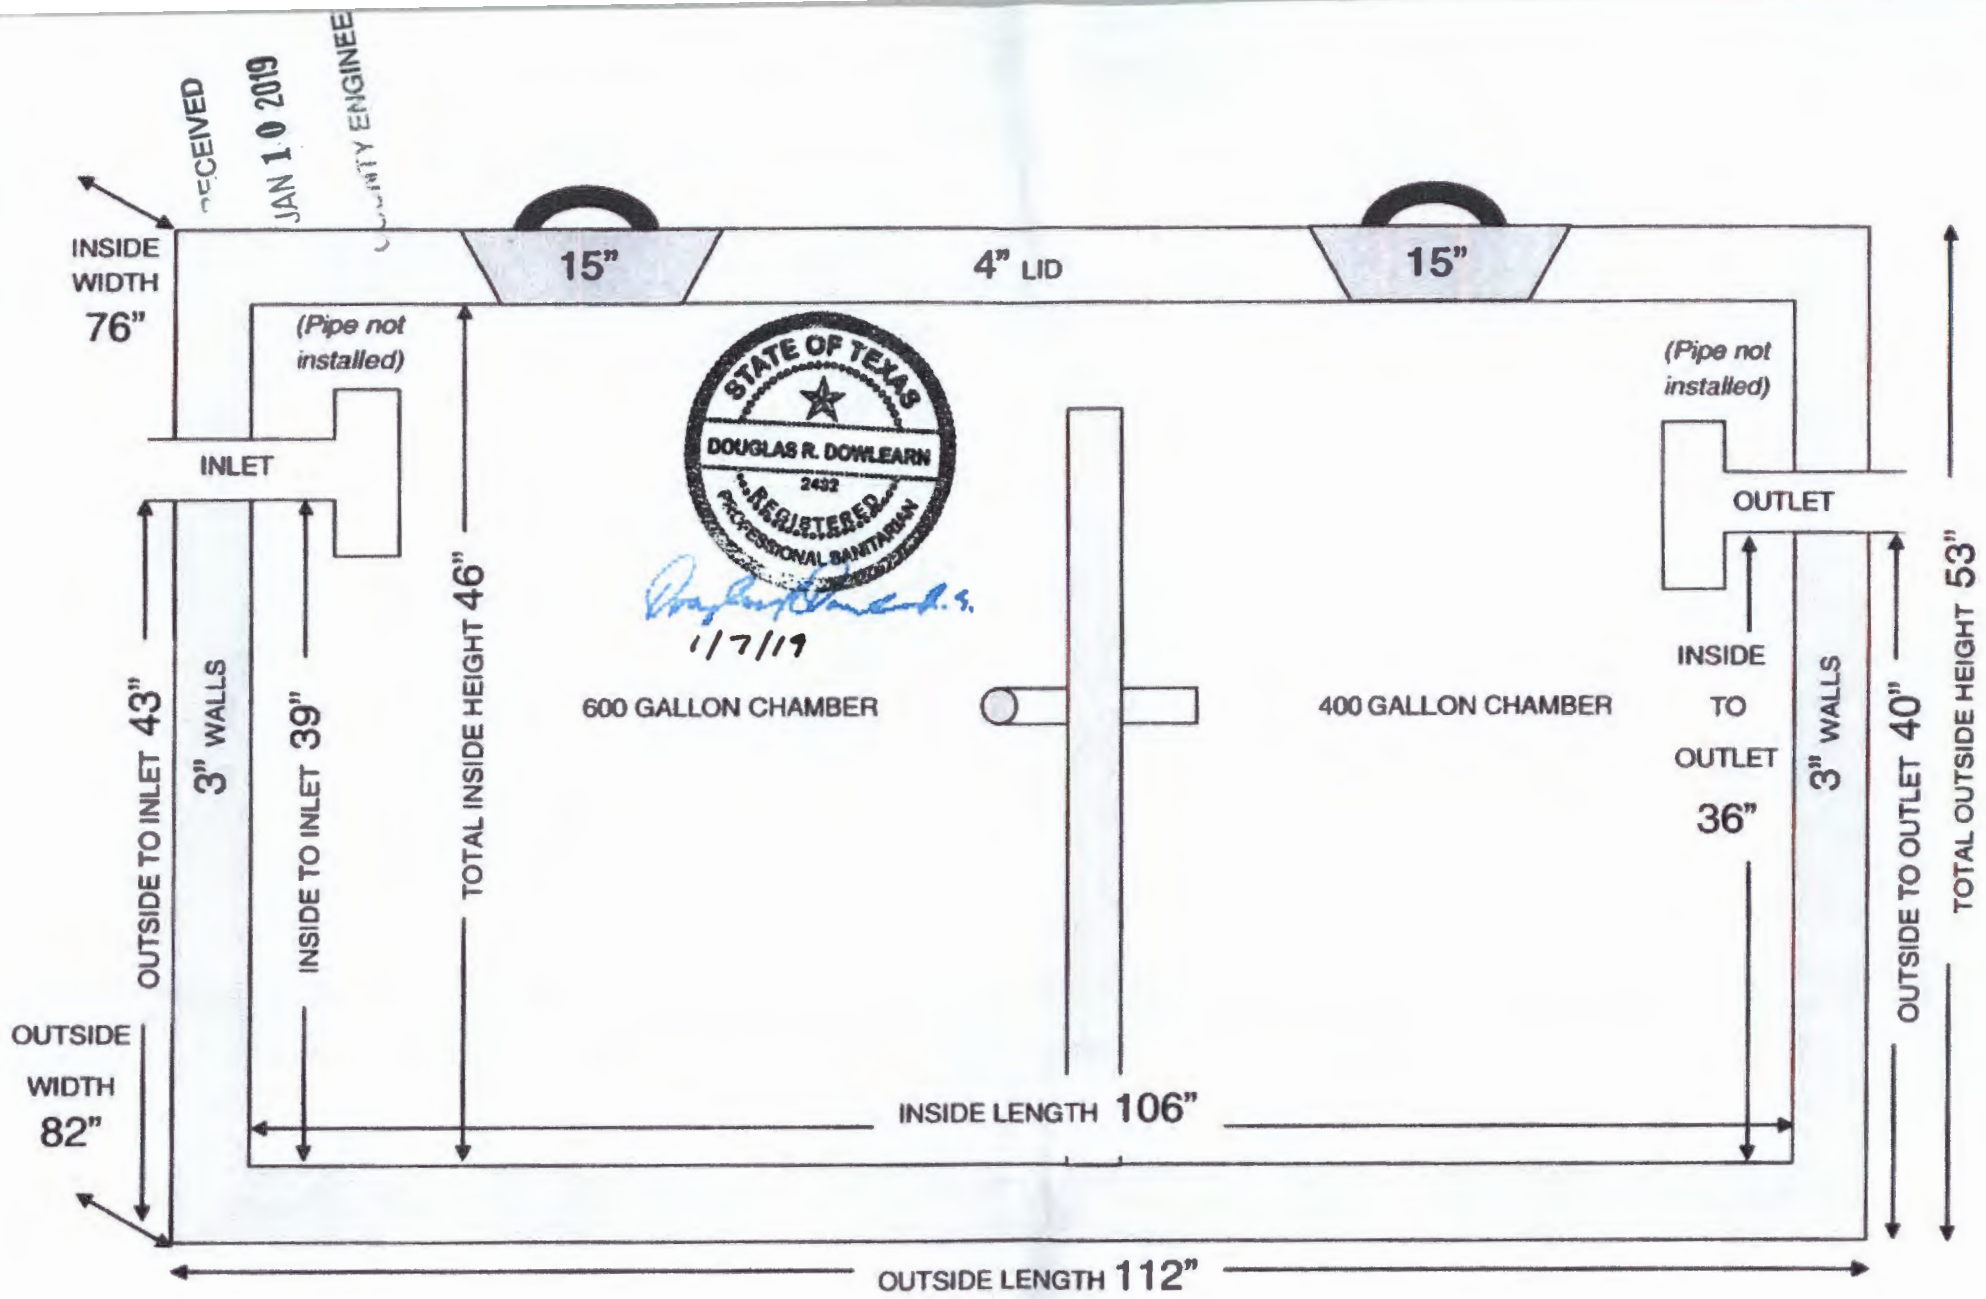 RECEIVED
JAN 10 2019
COUNTY ENGINEE
INSIDE
WIDTH
76”
15”
4” LID
15”
(Pipe not
installed)
(Pipe not
installed)
STATE OF TEXAS
DOUGLAS R. DOWLEARN
2432
REGISTERED
PROFESSIONAL SANITARIAN
1/7/19
INLET
OUTLET
OUTSIDE TO INLET 43”
3” WALLS
INSIDE TO INLET 39”
TOTAL INSIDE HEIGHT 46”
600 GALLON CHAMBER
400 GALLON CHAMBER
INSIDE
TO
OUTLET
36”
3” WALLS
OUTSIDE TO OUTLET 40”
TOTAL OUTSIDE HEIGHT 53”
OUTSIDE
WIDTH
82”
INSIDE LENGTH 106”
OUTSIDE LENGTH 112”